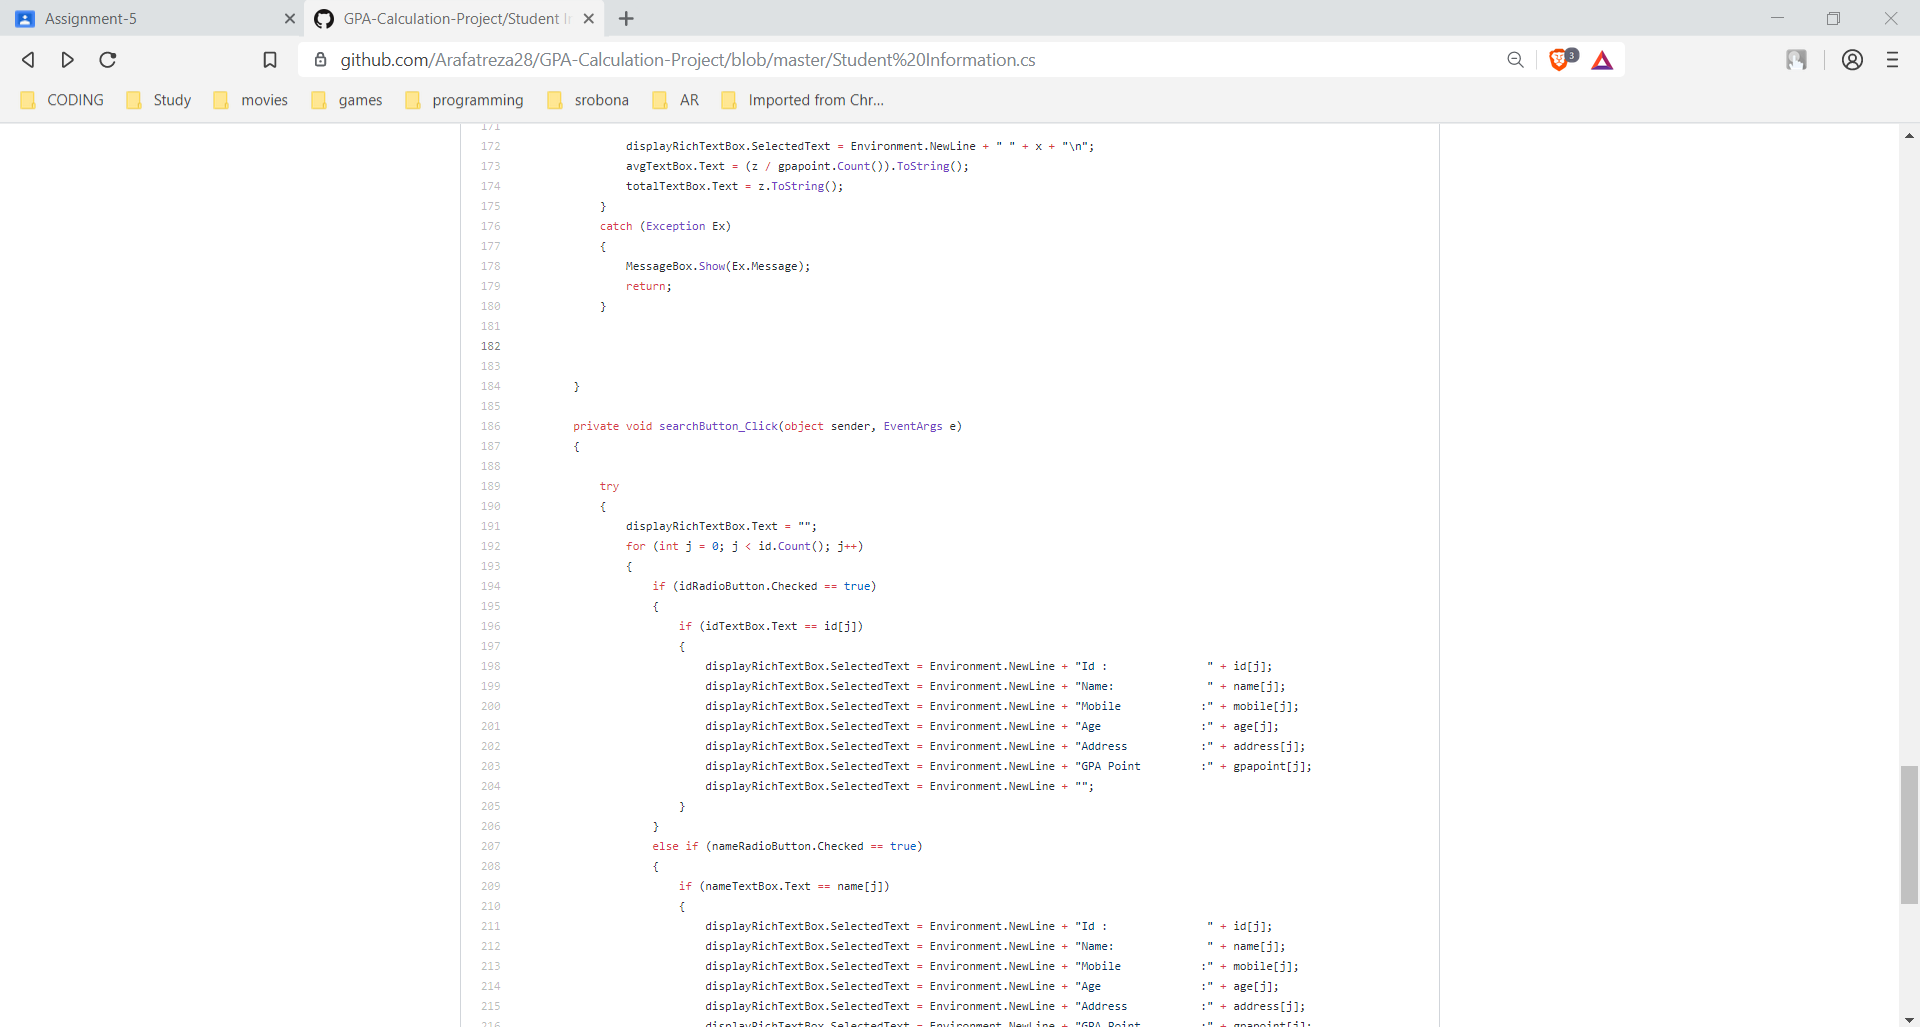 Assignment-5
GPA-Calculation-Project/Student In
github.com/Arafatreza28/GPA-Calculation-Project/blob/master/Student%20Information.cs
3
CODING Study movies games programming srobona AR Imported from Chr...
171
172 displayRichTextBox.SelectedText = Environment.NewLine + " " + x + "\n";
173 avgTextBox.Text = (z / gpapoint.Count()).ToString();
174 totalTextBox.Text = z.ToString();
175 }
176 catch (Exception Ex)
177 {
178 MessageBox.Show(Ex.Message);
179 return;
180 }
181
182
183
184 }
185
186 private void searchButton_Click(object sender, EventArgs e)
187 {
188
189 try
190 {
191 displayRichTextBox.Text = "";
192 for (int j = 0; j < id.Count(); j++)
193 {
194 if (idRadioButton.Checked == true)
195 {
196 if (idTextBox.Text == id[j])
197 {
198 displayRichTextBox.SelectedText = Environment.NewLine + "Id :               " + id[j];
199 displayRichTextBox.SelectedText = Environment.NewLine + "Name:              " + name[j];
200 displayRichTextBox.SelectedText = Environment.NewLine + "Mobile            :" + mobile[j];
201 displayRichTextBox.SelectedText = Environment.NewLine + "Age               :" + age[j];
202 displayRichTextBox.SelectedText = Environment.NewLine + "Address           :" + address[j];
203 displayRichTextBox.SelectedText = Environment.NewLine + "GPA Point         :" + gpapoint[j];
204 displayRichTextBox.SelectedText = Environment.NewLine + "";
205 }
206 }
207 else if (nameRadioButton.Checked == true)
208 {
209 if (nameTextBox.Text == name[j])
210 {
211 displayRichTextBox.SelectedText = Environment.NewLine + "Id :               " + id[j];
212 displayRichTextBox.SelectedText = Environment.NewLine + "Name:              " + name[j];
213 displayRichTextBox.SelectedText = Environment.NewLine + "Mobile            :" + mobile[j];
214 displayRichTextBox.SelectedText = Environment.NewLine + "Age               :" + age[j];
215 displayRichTextBox.SelectedText = Environment.NewLine + "Address           :" + address[j];
216 displayRichTextBox.SelectedText = Environment.NewLine + "GPA Point         :" + gpapoint[j];